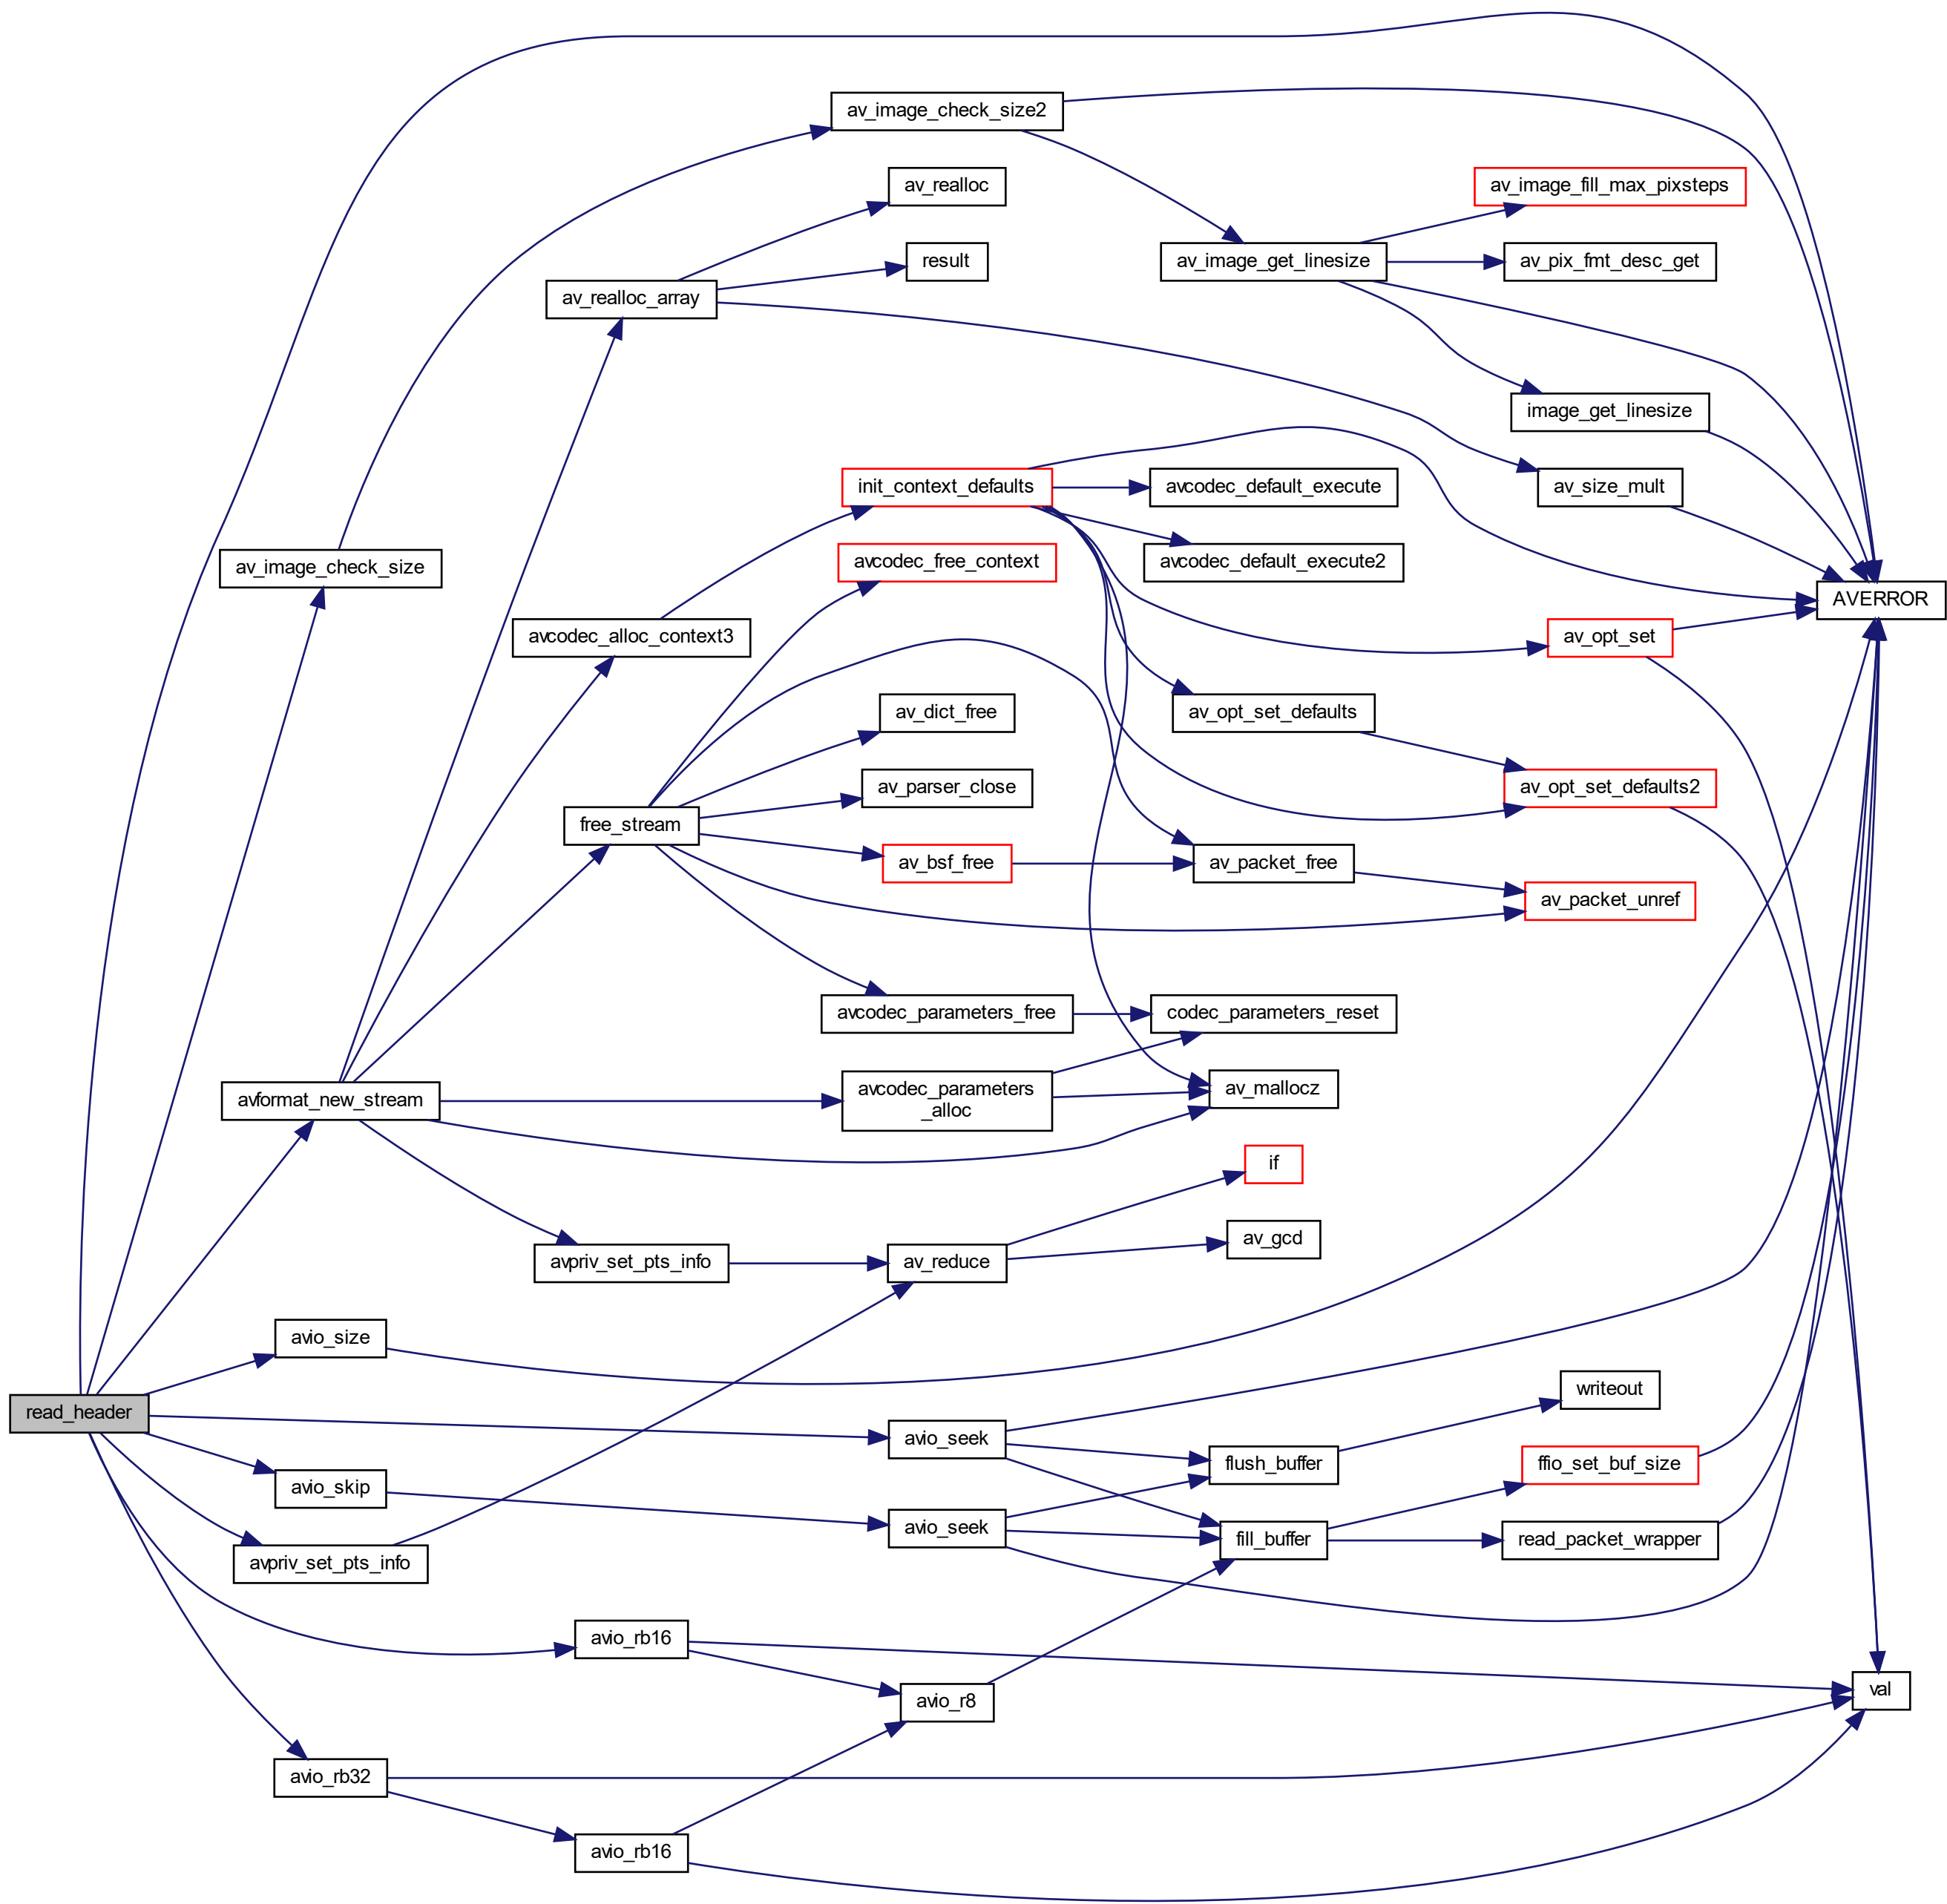 av_image_check_size2
av_realloc
av_image_fill_max_pixsteps
result
av_image_get_linesize
av_pix_fmt_desc_get
av_realloc_array
image_get_linesize
init_context_defaults
avcodec_default_execute
av_size_mult
av_image_check_size
avcodec_free_context
avcodec_default_execute2
AVERROR
avcodec_alloc_context3
av_opt_set
av_dict_free
av_opt_set_defaults
av_parser_close
av_opt_set_defaults2
free_stream
av_bsf_free
av_packet_free
av_packet_unref
avcodec_parameters_free
codec_parameters_reset
avformat_new_stream
avcodec_parameters
_alloc
av_mallocz
if
av_gcd
avpriv_set_pts_info
av_reduce
avio_size
writeout
read_header
avio_seek
flush_buffer
ffio_set_buf_size
avio_skip
avio_seek
fill_buffer
read_packet_wrapper
avpriv_set_pts_info
avio_rb16
avio_r8
val
avio_rb32
avio_rb16